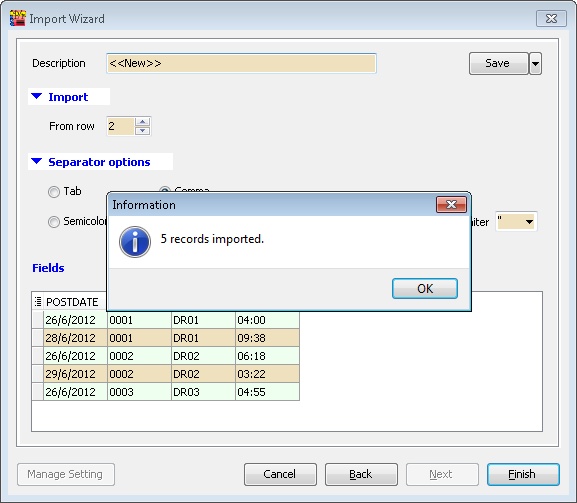 Import Wizard
Description <<New>> Save
Import
From row 2
Separator options
Tab Comma
Information
Semicolon
"
5 records imported.
OK
Fields
POSTDATE
26/6/2012 0001 DR01 04:00
28/6/2012 0001 DR01 09:38
26/6/2012 0002 DR02 06:18
29/6/2012 0002 DR02 03:22
26/6/2012 0003 DR03 04:55
Manage Setting Cancel Back Next Finish